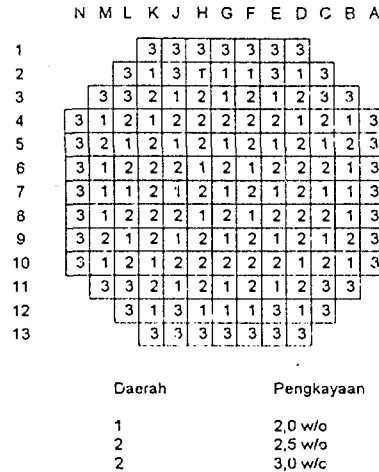 N M L K J H G F E D C B A
1 3 3 3 3 3 3 3
2 3 1 3 1 1 1 3 1 3
3 3 3 2 1 2 1 2 1 2 3 3
4 3 1 2 1 2 2 2 2 2 1 2 1 3
5 3 2 1 2 1 2 1 2 1 2 1 2 3
6 3 1 2 2 2 1 2 1 2 2 2 1 3
7 3 1 1 2 1 2 1 2 1 2 1 1 3
8 3 1 2 2 2 1 2 1 2 2 2 1 3
9 3 2 1 2 1 2 1 2 1 2 1 2 3
10 3 1 2 1 2 2 2 2 2 1 2 1 3
11 3 3 2 1 2 1 2 1 2 3 3
12 3 1 3 1 1 1 3 1 3
13 3 3 3 3 3 3 3
Daerah Pengkayaan
1 2,0 w/o
2 2,5 w/o
2 3,0 w/o